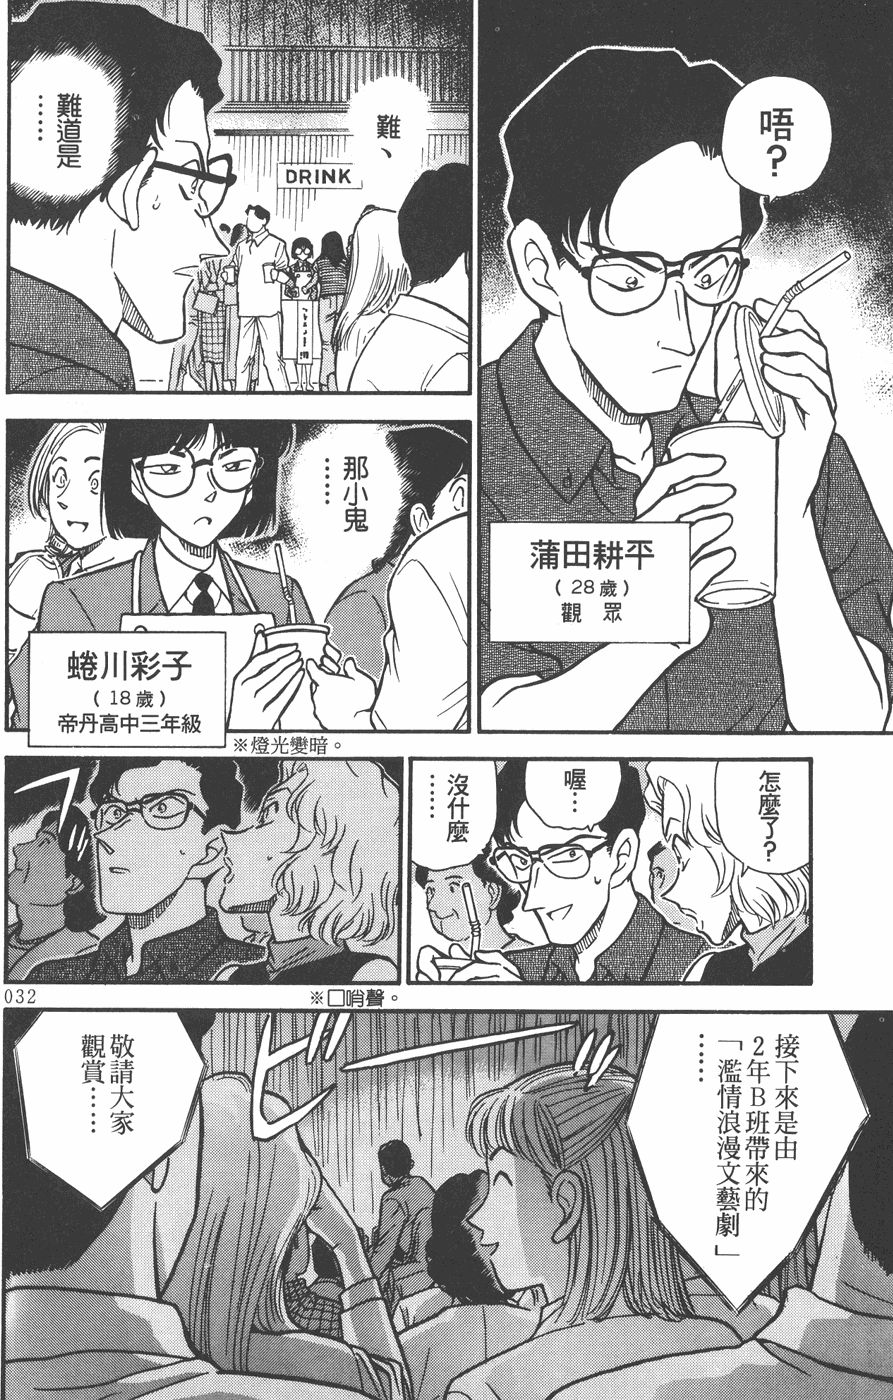 唔?
蒲田耕平
(28歲)
觀眾
難、
DRINK
難道是
……
那小鬼
……
蜷川彩子
(18歲)
帝丹高中三年級
※燈光變暗。
怎麼了?
喔…
沒什麼
……
※口哨聲。
032
接下來是由
2年B班帶來的
「濫情浪漫文藝劇」
……
敬請大家
觀賞……